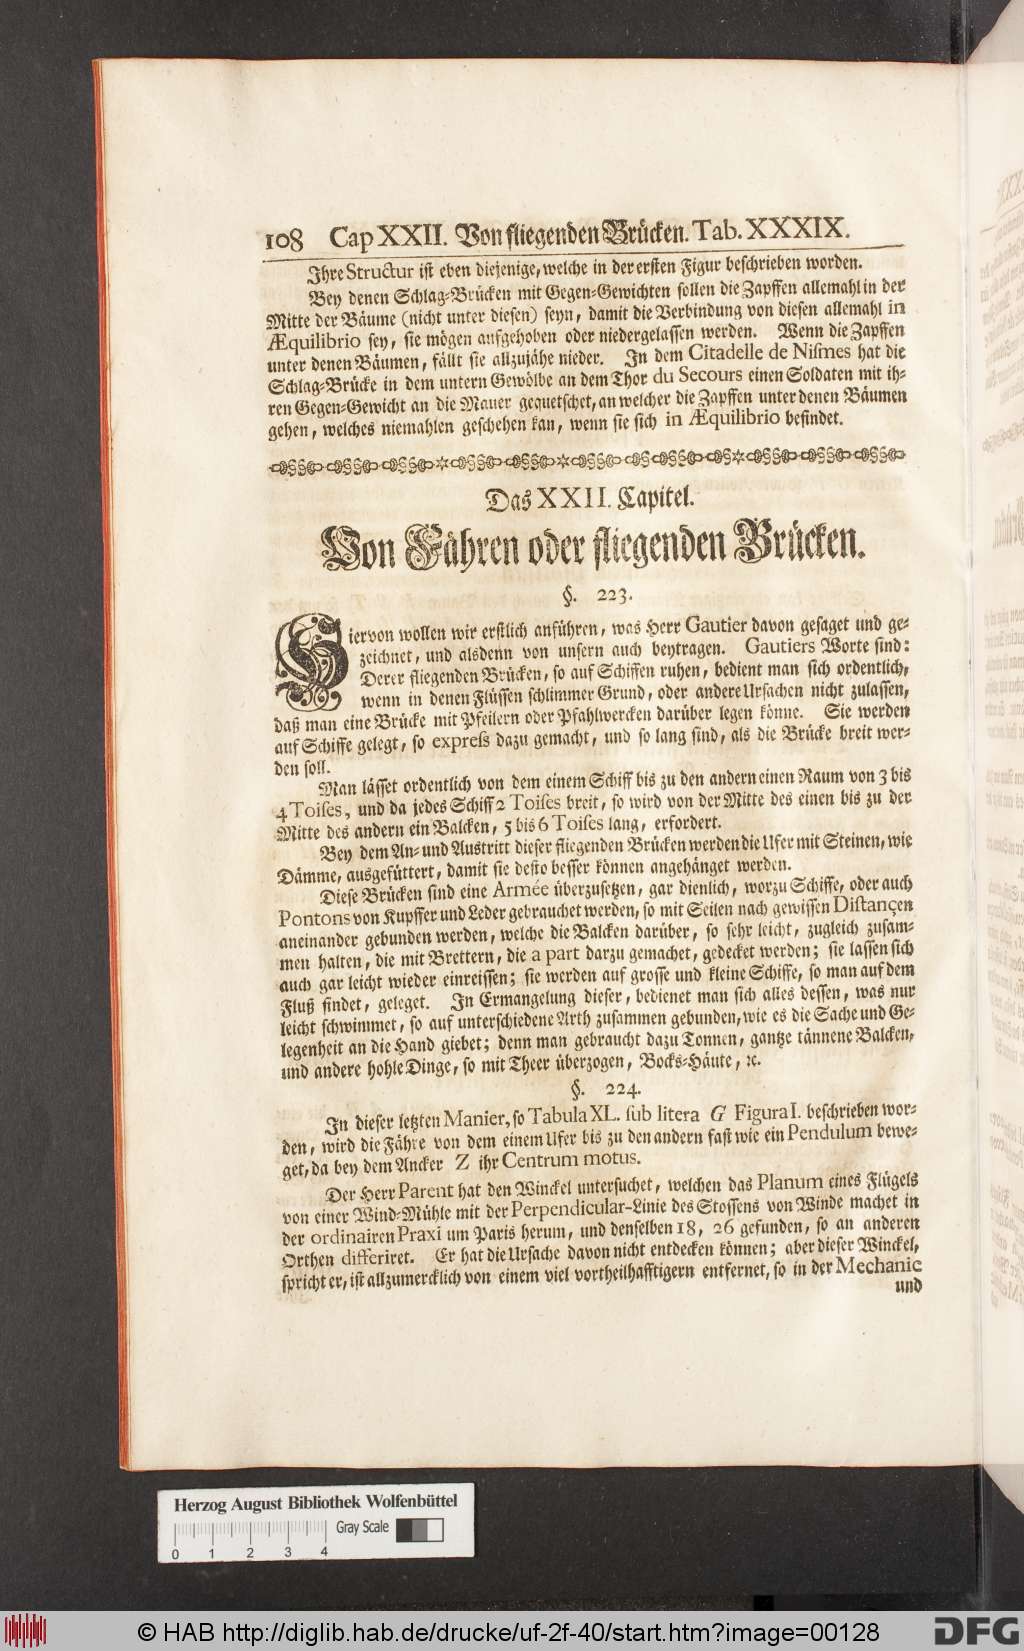 108 Cap XXII. Von fliegenden Brücken. Tab. XXXIX.
Ihre Structur ist eben diejenige, welche in der ersten Figur beschrieben worden.
Bey denen Schlag-Brücken mit Gegen-Gewichten sollen die Zapffen allemahl in der
Mitte der Bäume (nicht unter diesen) seyn, damit die Verbindung von diesen allemahl in
Æquilibrio sey, sie mögen aufgehoben oder niedergelassen werden. Wenn die Zapffen
unter denen Bäumen, fällt sie allzujähe nieder. In dem Citadelle de Nismes hat die
Schlag-Brücke in dem untern Gewölbe an dem Thor du Secours einen Soldaten mit ih-
ren Gegen-Gewicht an die Mauer gequetschet, an welcher die Zapffen unter denen Bäumen
gehen, welches niemahlen geschehen kan, wenn sie sich in Æquilibrio befindet.
Das XXII. Capitel.
Von Fähren oder fliegenden Brücken.
§. 223.
Hiervon wollen wir erstlich anführen, was Herr Gautier davon gesaget und ge-
zeichnet, und alsdenn von unsern auch beytragen. Gautiers Worte sind:
Derer fliegenden Brücken, so auf Schiffen ruhen, bedient man sich ordentlich,
wenn in denen Flüssen schlimmer Grund, oder andere Ursachen nicht zulassen,
daß man eine Brücke mit Pfeilern oder Pfahlwercken darüber legen könne. Sie werden
auf Schiffe gelegt, so express dazu gemacht, und so lang sind, als die Brücke breit wer-
den soll.
Man lässet ordentlich von dem einem Schiff bis zu den andern einen Raum von 3 bis
4 Toises, und da jedes Schiff 2 Toises breit, so wird von der Mitte des einen bis zu der
Mitte des andern ein Balcken, 5 bis 6 Toises lang, erfordert.
Bey dem An- und Austritt dieser fliegenden Brücken werden die Ufer mit Steinen, wie
Dämme, ausgefüttert, damit sie desto besser können angehänget werden.
Diese Brücken sind eine Armée überzusetzen, gar dienlich, worzu Schiffe, oder auch
Pontons von Kupffer und Leder gebrauchet werden, so mit Seilen nach gewissen Distançen
aneinander gebunden werden, welche die Balcken darüber, so sehr leicht, zugleich zusam-
men halten, die mit Brettern, die a part darzu gemachet, gedecket werden; sie lassen sich
auch gar leicht wieder einreissen; sie werden auf grosse und kleine Schiffe, so man auf dem
Fluß findet, geleget. In Ermangelung dieser, bedienet man sich alles dessen, was nur
leicht schwimmet, so auf unterschiedene Arth zusammen gebunden, wie es die Sache und Ge-
legenheit an die Hand giebet; denn man gebraucht dazu Tonnen, gantze tännene Balcken,
und andere hohle Dinge, so mit Theer überzogen, Bocks-Häute, ꝛc.
§. 224.
In dieser letzten Manier, so Tabula XL. sub litera G Figura I. beschrieben wor-
den, wird die Fähre von dem einem Ufer bis zu den andern fast wie ein Pendulum bewe-
get, da bey dem Ancker Z ihr Centrum motus.
Der Herr Parent hat den Winckel untersuchet, welchen das Planum eines Flügels
von einer Wind-Mühle mit der Perpendicular-Linie des Stossens von Winde machet in
der ordinairen Praxi um Paris herum, und denselben 18, 26 gefunden, so an anderen
Orthen differiret. Er hat die Ursache davon nicht entdecken können; aber dieser Winckel,
spricht er, ist allzumercklich von einem viel vortheilhafftigern entfernet, so in der Mechanic
und
Herzog August Bibliothek Wolfenbüttel
Gray Scale
0 1 2 3 4
© HAB http://diglib.hab.de/drucke/uf-2f-40/start.htm?image=00128
DFG